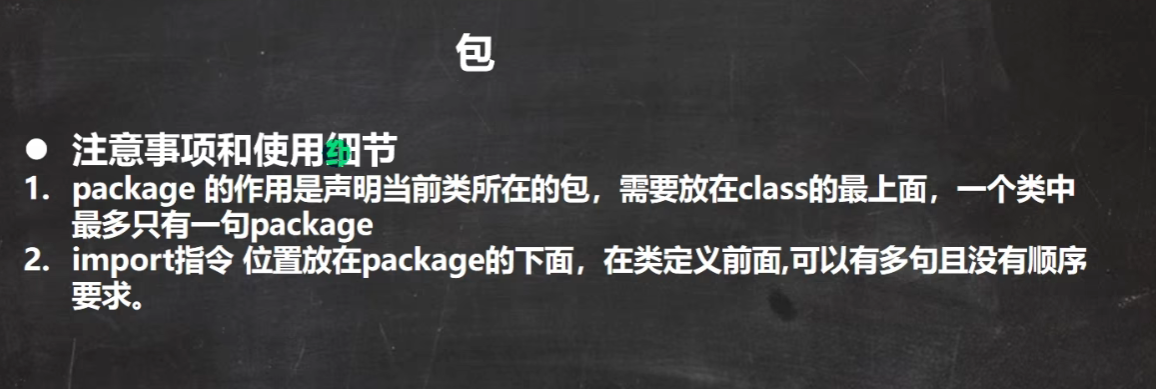 包
● 注意事项和使用细节
1. package 的作用是声明当前类所在的包，需要放在class的最上面，一个类中
最多只有一句package
2. import指令 位置放在package的下面，在类定义前面,可以有多句且没有顺序
要求。